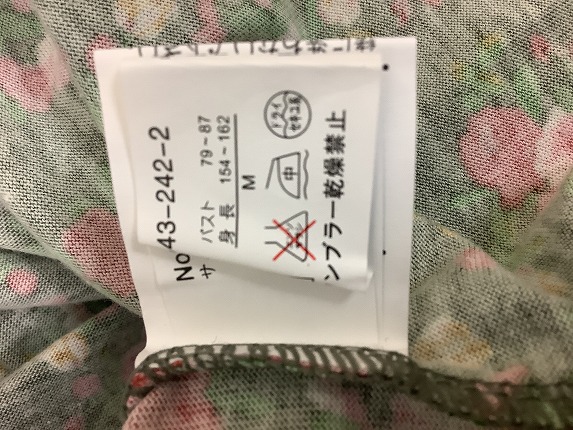 No 43-242-2
サ
バスト 79~87
身長 154~162
M
中
ドライ
セキユ系
ンブラー乾燥禁止